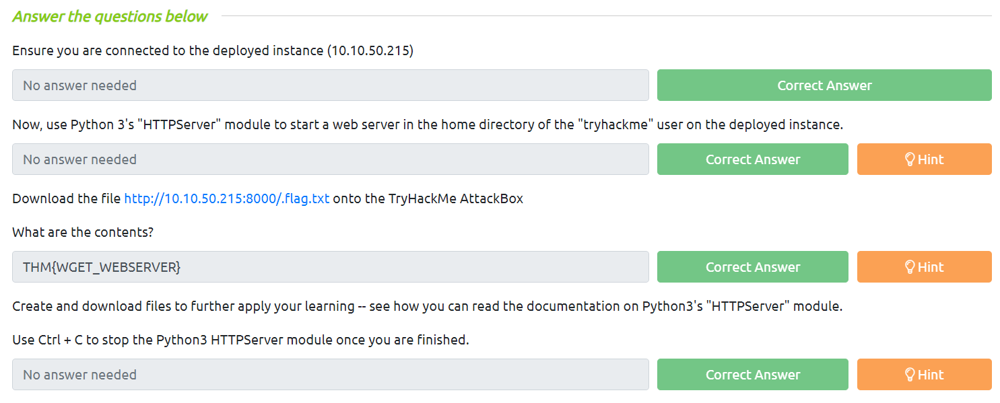 Answer the questions below
Ensure you are connected to the deployed instance (10.10.50.215)
No answer needed
Correct Answer
Now, use Python 3's "HTTPServer" module to start a web server in the home directory of the "tryhackme" user on the deployed instance.
No answer needed
Correct Answer
Hint
Download the file http://10.10.50.215:8000/.flag.txt onto the TryHackMe AttackBox
What are the contents?
THM{WGET_WEBSERVER}
Correct Answer
Hint
Create and download files to further apply your learning -- see how you can read the documentation on Python3's "HTTPServer" module.
Use Ctrl + C to stop the Python3 HTTPServer module once you are finished.
No answer needed
Correct Answer
Hint